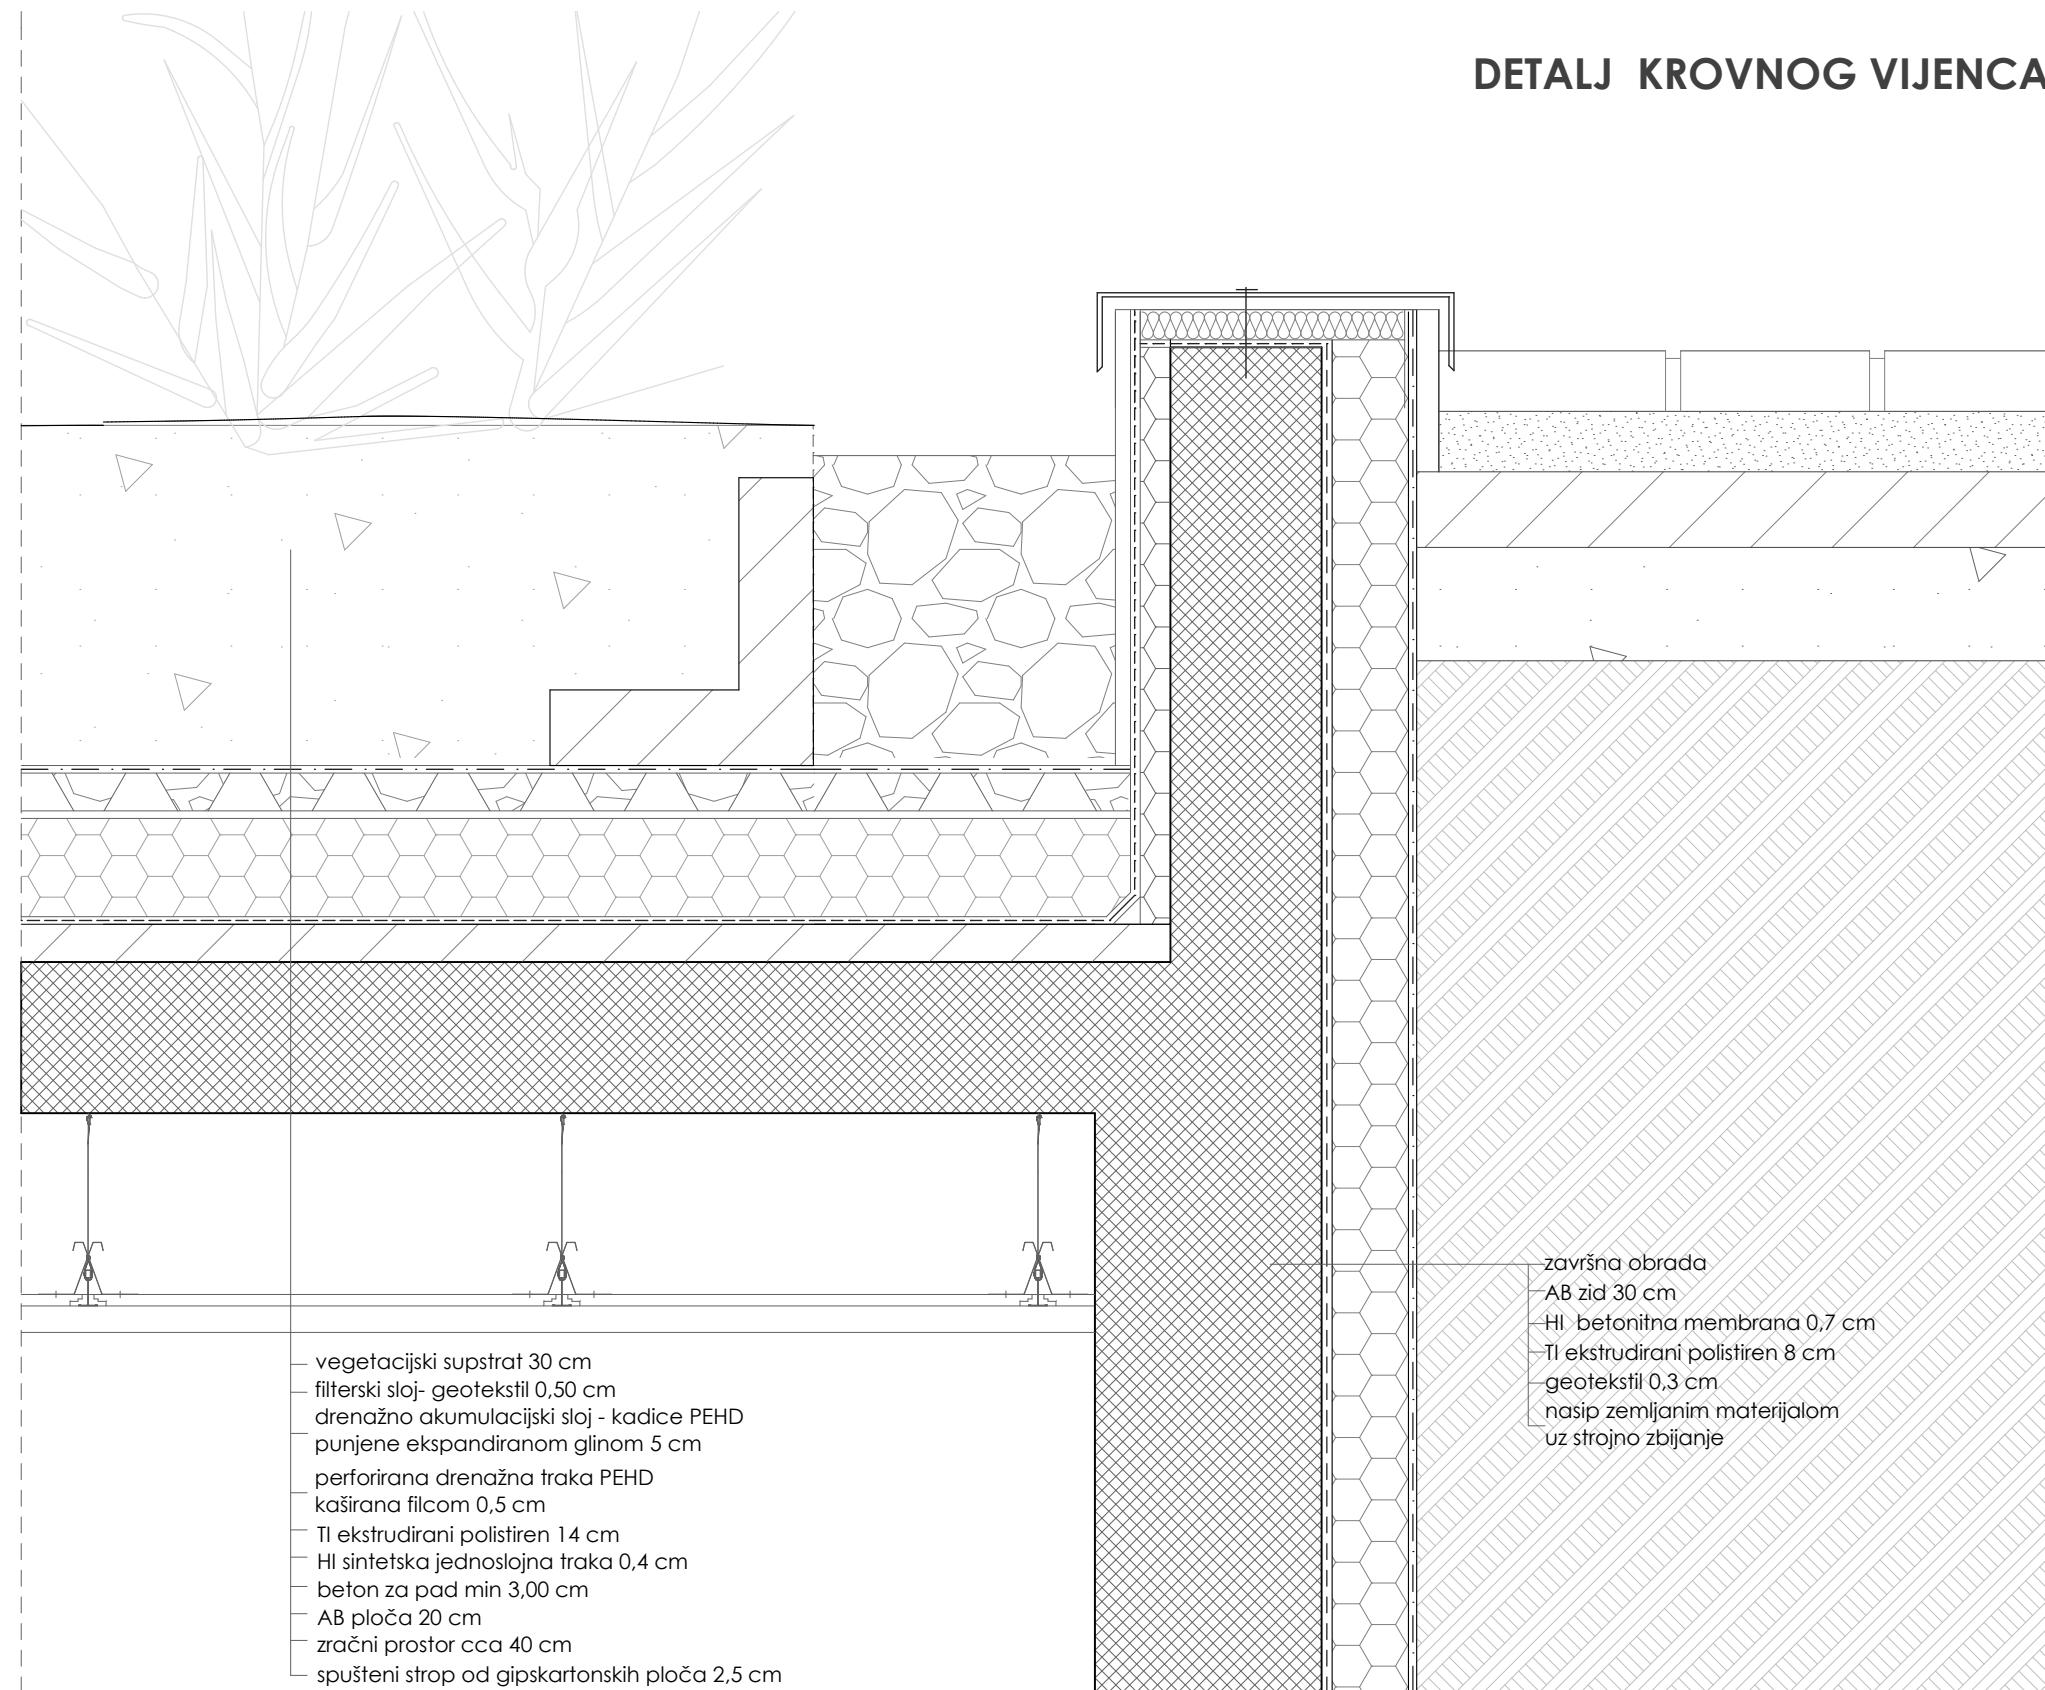 DETALJ KROVNOG VIJENCA
završna obrada
AB zid 30 cm
HI betonitna membrana 0,7 cm
TI ekstrudirani polistiren 8 cm
geotekstil 0,3 cm
nasip zemljanim materijalom
uz strojno zbijanje
vegetacijski supstrat 30 cm
filterski sloj- geotekstil 0,50 cm
drenažno akumulacijski sloj - kadice PEHD
punjene ekspandiranom glinom 5 cm
perforirana drenažna traka PEHD
kaširana filcom 0,5 cm
TI ekstrudirani polistiren 14 cm
HI sintetska jednoslojna traka 0,4 cm
beton za pad min 3,00 cm
AB ploča 20 cm
zračni prostor cca 40 cm
spušteni strop od gipskartonskih ploča 2,5 cm